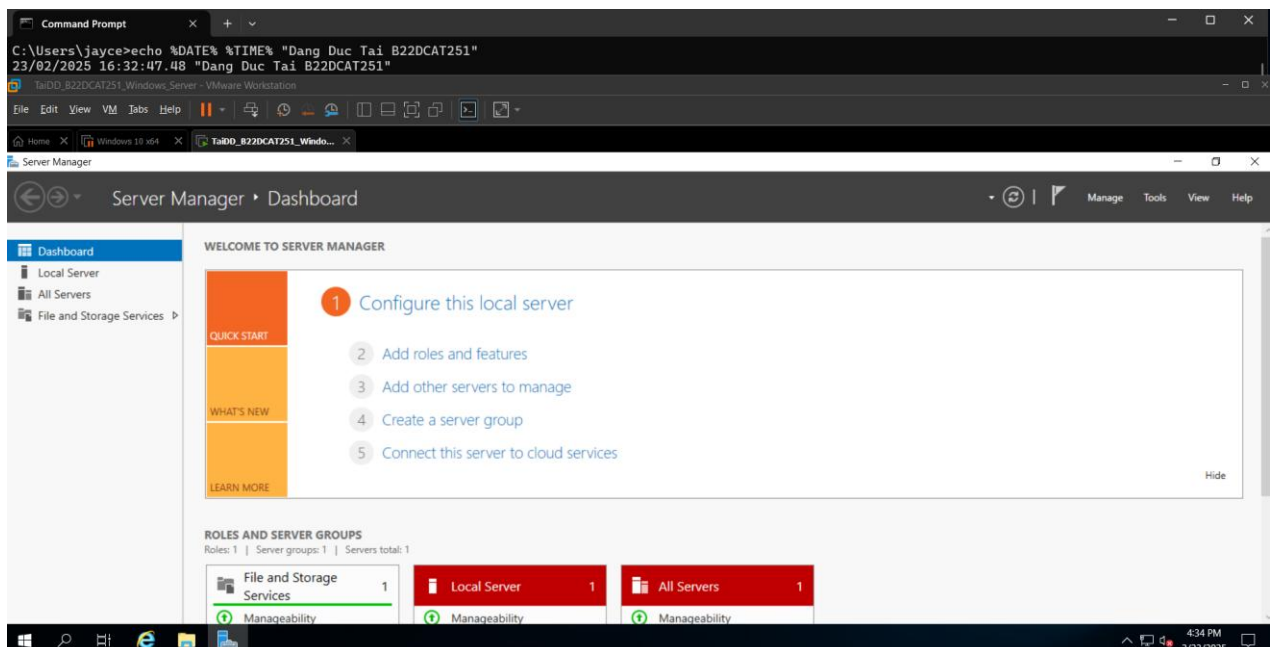 Command Prompt
C:\Users\jayce>echo %DATE% %TIME% "Dang Duc Tai B22DCAT251"
23/02/2025 16:32:47.48 "Dang Duc Tai B22DCAT251"
TaiDD_B22DCAT251_Windows_Server - VMware Workstation
File Edit View VM Tabs Help
Home Windows 10 x64 TaiDD_B22DCAT251_Windo...
Server Manager
Server Manager Dashboard Manage Tools View Help
Dashboard
Local Server
All Servers
File and Storage Services
WELCOME TO SERVER MANAGER
QUICK START
WHAT'S NEW
LEARN MORE
1 Configure this local server
2 Add roles and features
3 Add other servers to manage
4 Create a server group
5 Connect this server to cloud services
Hide
ROLES AND SERVER GROUPS
Roles: 1 | Server groups: 1 | Servers total: 1
File and Storage Services 1
Manageability
Local Server 1
Manageability
All Servers 1
Manageability
4:34 PM